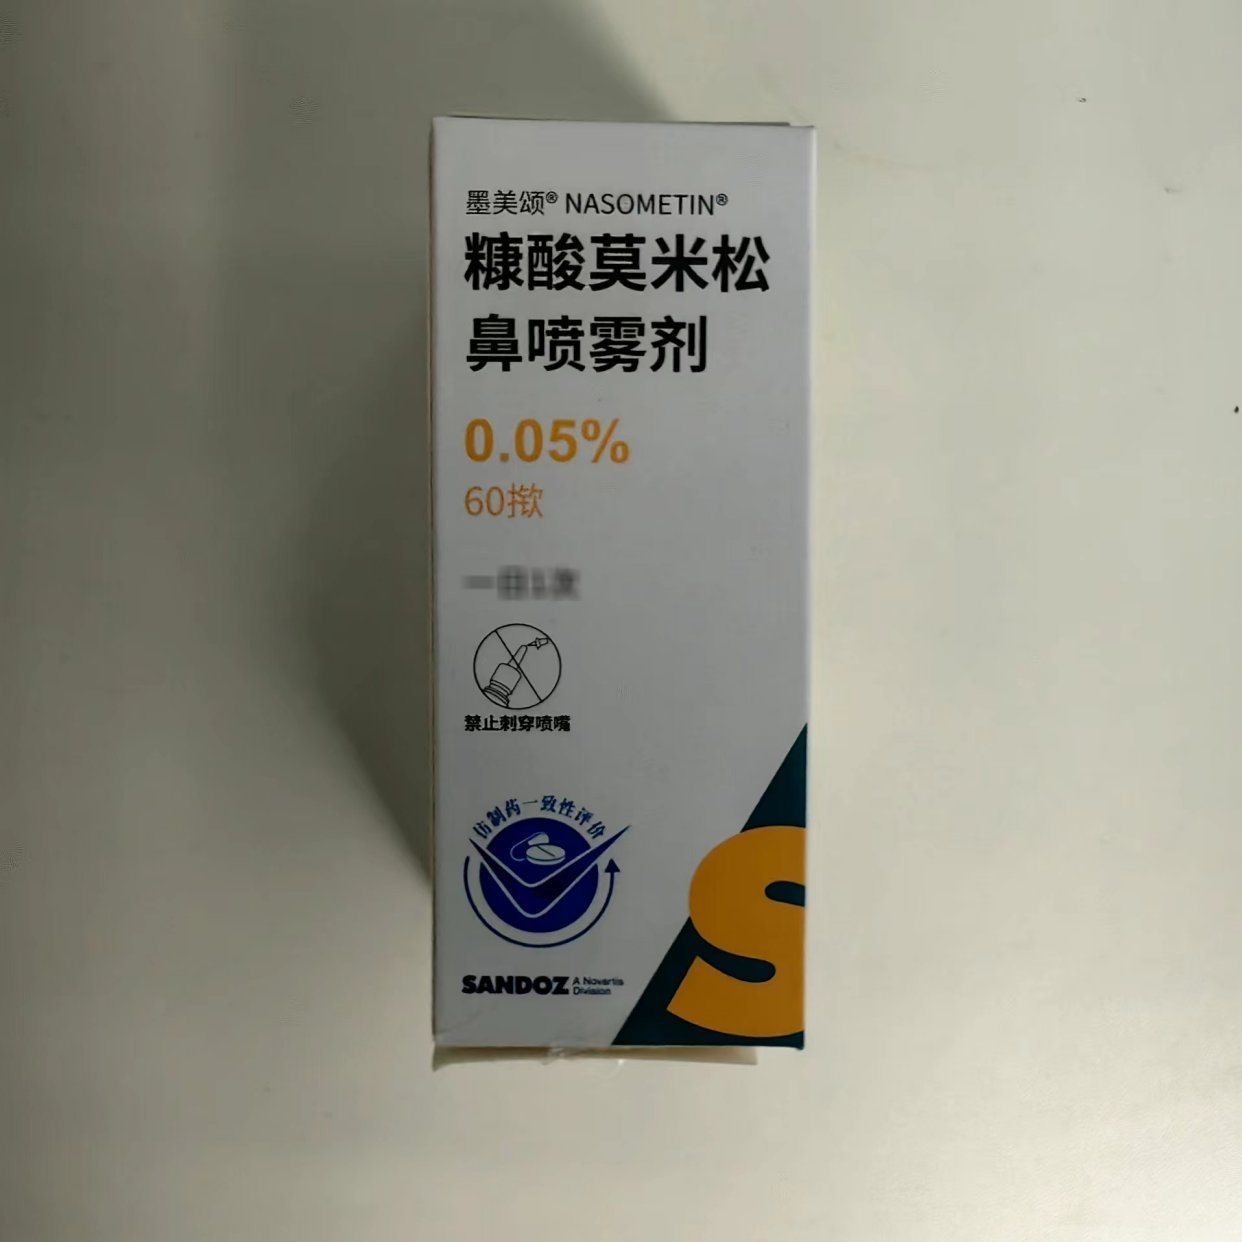 墨美颂® NASOMETIN®
糠酸莫米松
鼻喷雾剂
0.05%
60揿
禁止刺穿喷嘴
仿制药一致性评价
SANDOZ A Novartis
Division